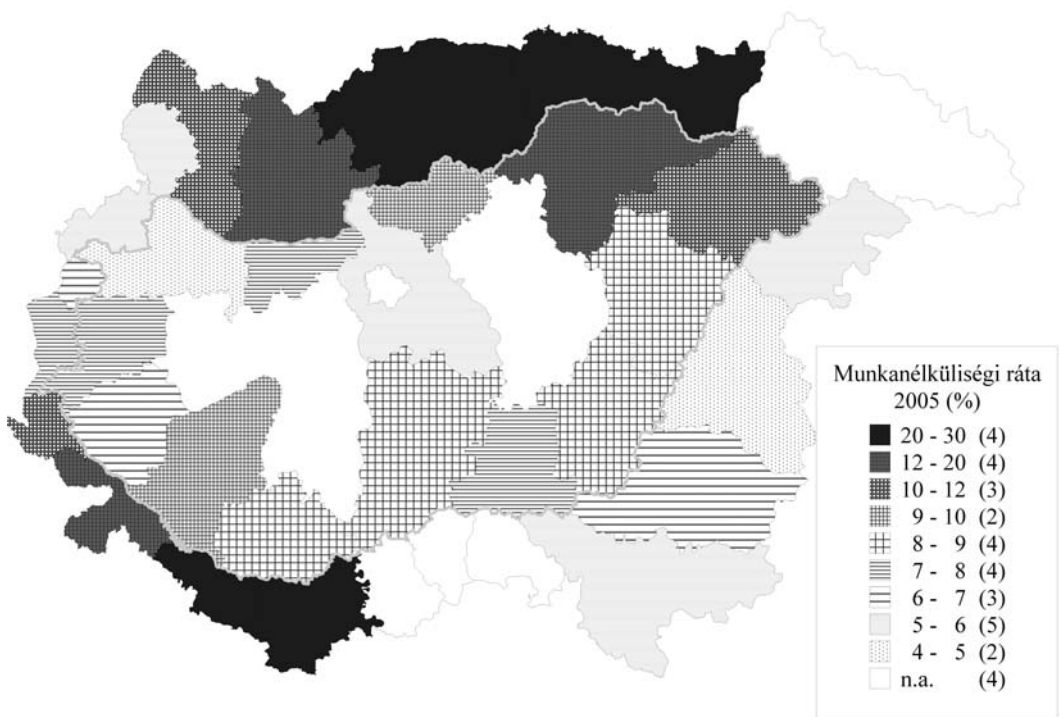 Munkanélküliségi ráta
2005 (%)
20 - 30 (4)
12 - 20 (4)
10 - 12 (3)
9 - 10 (2)
8 - 9 (4)
7 - 8 (4)
6 - 7 (3)
5 - 6 (5)
4 - 5 (2)
n.a. (4)